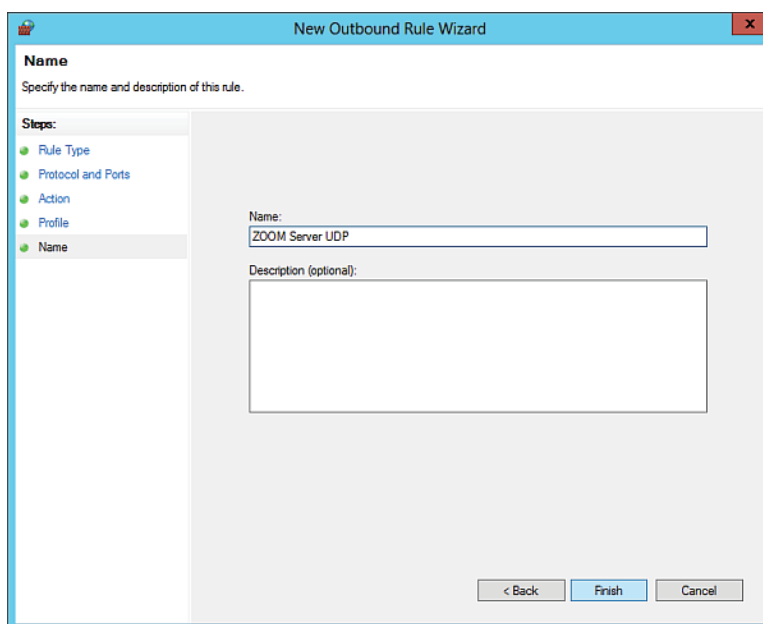 New Outbound Rule Wizard
x
Name
Specify the name and description of this rule.
Steps:
Rule Type
Protocol and Ports
Action
Profile
Name
Name:
ZOOM Server UDP
Description (optional):
< Back
Finish
Cancel